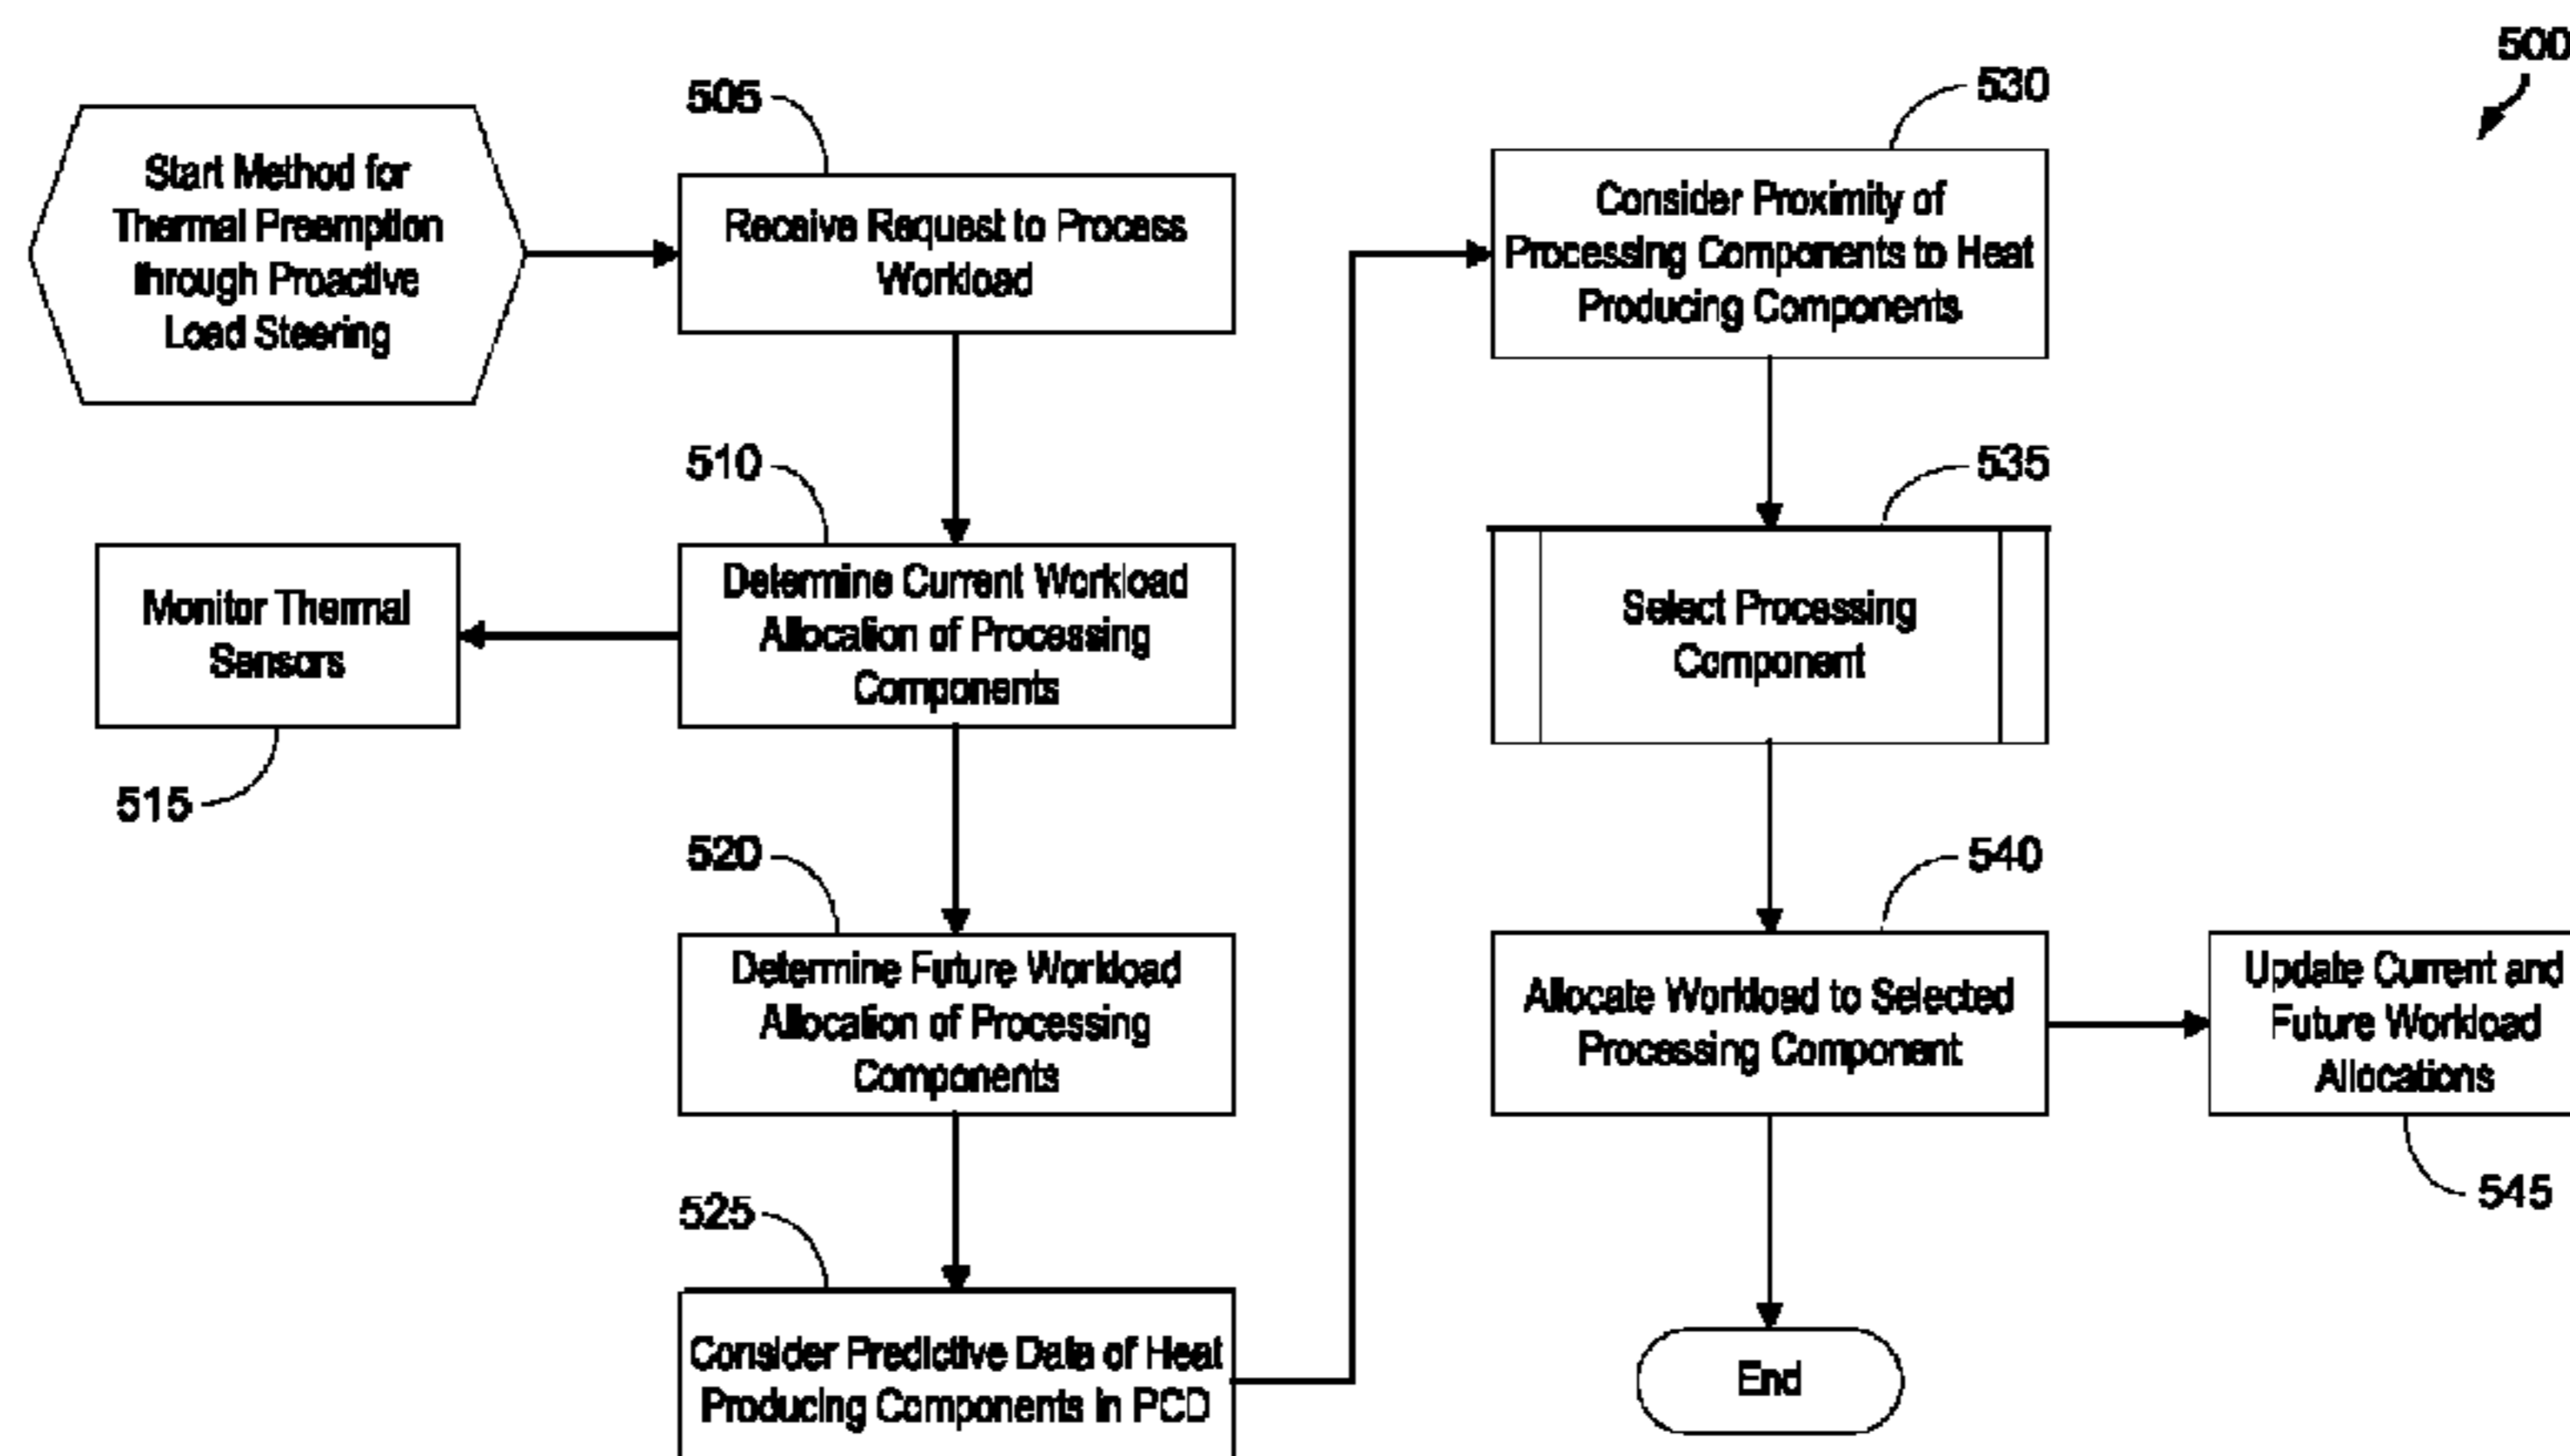 500
Start Method for
Thermal Preemption
through Proactive
Load Steering
505
Receive Request to Process
Workload
510
Determine Current Workload
Allocation of Processing
Components
Monitor Thermal
Sensors
515
520
Determine Future Workload
Allocation of Processing
Components
525
Consider Predictive Data of Heat
Producing Components in PCD
530
Consider Proximity of
Processing Components to Heat
Producing Components
535
Select Processing
Component
540
Allocate Workload to Selected
Processing Component
Update Current and
Future Workload
Allocations
545
End